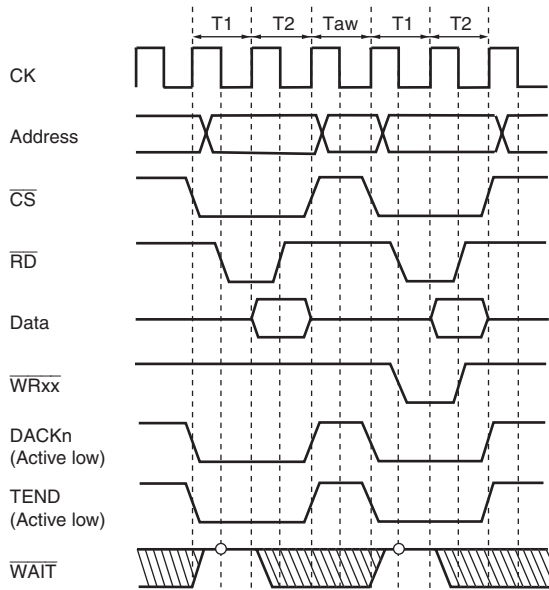 T1 T2 Taw T1 T2
CK
Address
CS
RD
Data
WRxx
DACKn
(Active low)
TEND
(Active low)
WAIT